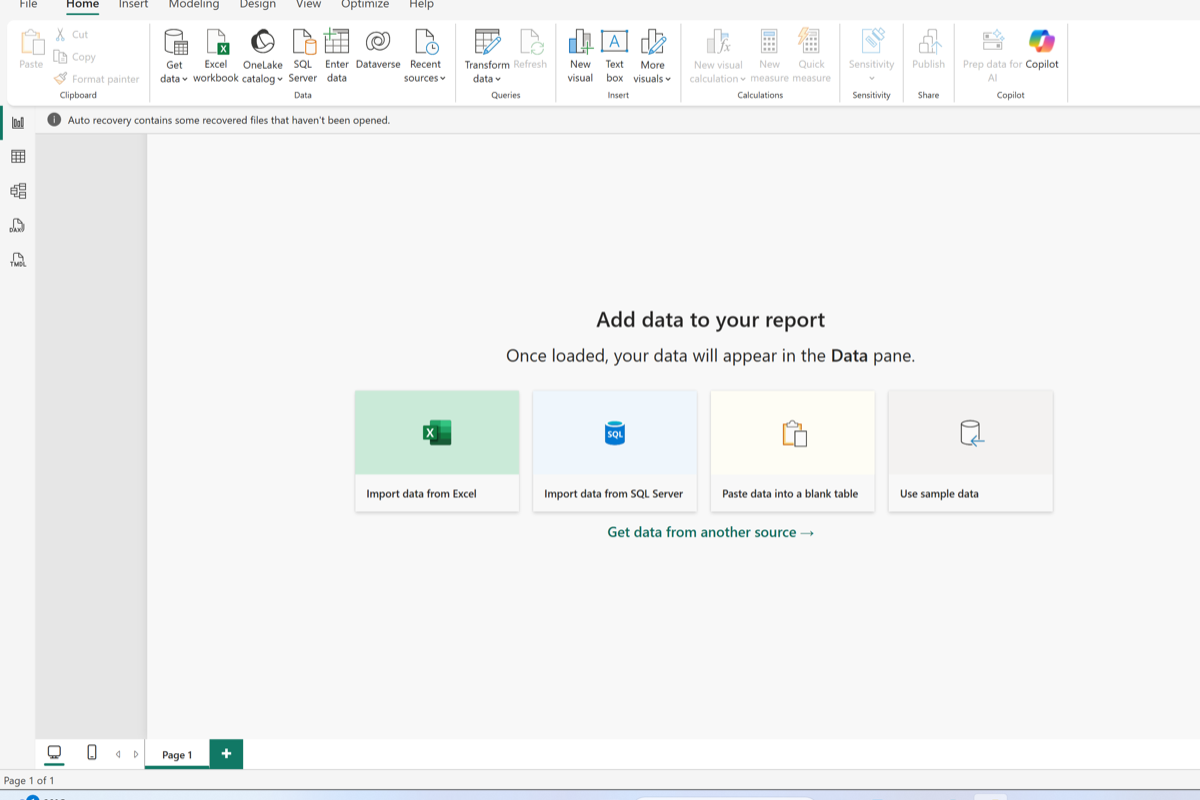 File Home Insert Modeling Design View Optimize Help
Paste
Cut
Copy
Format painter
Clipboard
Get data
Excel workbook
OneLake catalog
SQL Server
Enter data
Dataverse
Recent sources
Data
Transform data
Refresh
Queries
New visual
Text box
More visuals
Insert
New visual calculation
New measure
Quick measure
Calculations
Sensitivity
Sensitivity
Publish
Share
Prep data for AI
Copilot
Copilot
Auto recovery contains some recovered files that haven't been opened.
DAX
TMDL
Add data to your report
Once loaded, your data will appear in the Data pane.
SQL
Import data from Excel
Import data from SQL Server
Paste data into a blank table
Use sample data
Get data from another source →
Page 1
Page 1 of 1